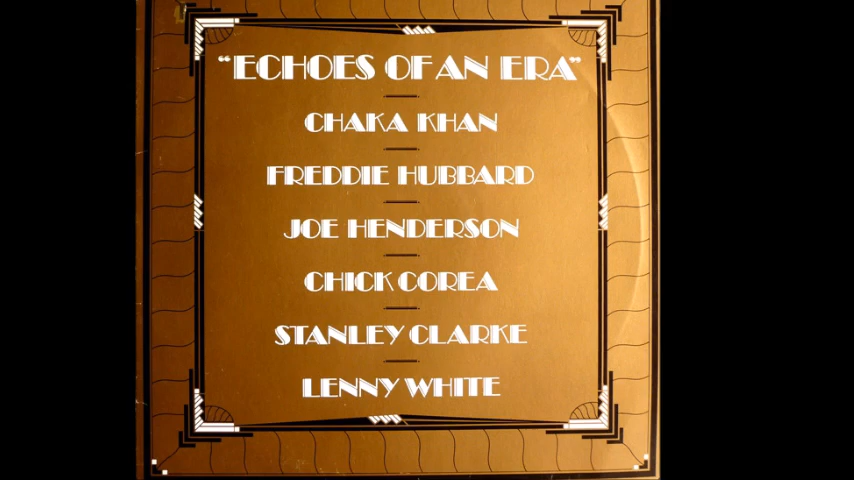 “ECHOES OF AN ERA”
CHAKA KHAN
FREDDIE HUBBARD
JOE HENDERSON
CHICK COREA
STANLEY CLARKE
LENNY WHITE